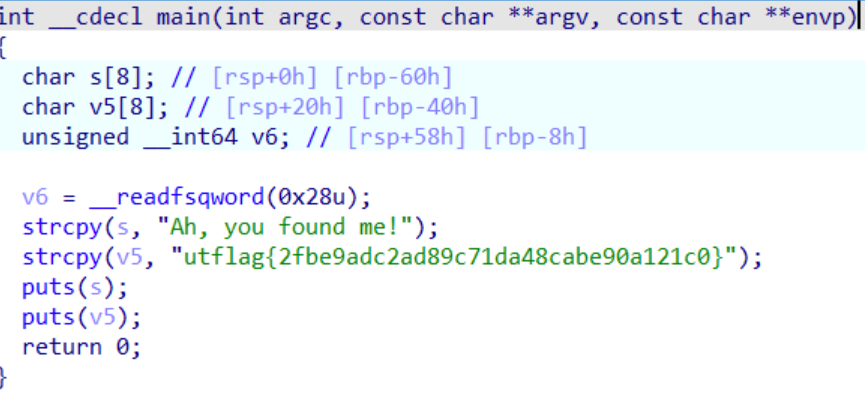 int __cdecl main(int argc, const char **argv, const char **envp)
{
char s[8]; // [rsp+0h] [rbp-60h]
char v5[8]; // [rsp+20h] [rbp-40h]
unsigned __int64 v6; // [rsp+58h] [rbp-8h]
v6 = __readfsqword(0x28u);
strcpy(s, "Ah, you found me!");
strcpy(v5, "utflag{2fbe9adc2ad89c71da48cabe90a121c0}");
puts(s);
puts(v5);
return 0;
}